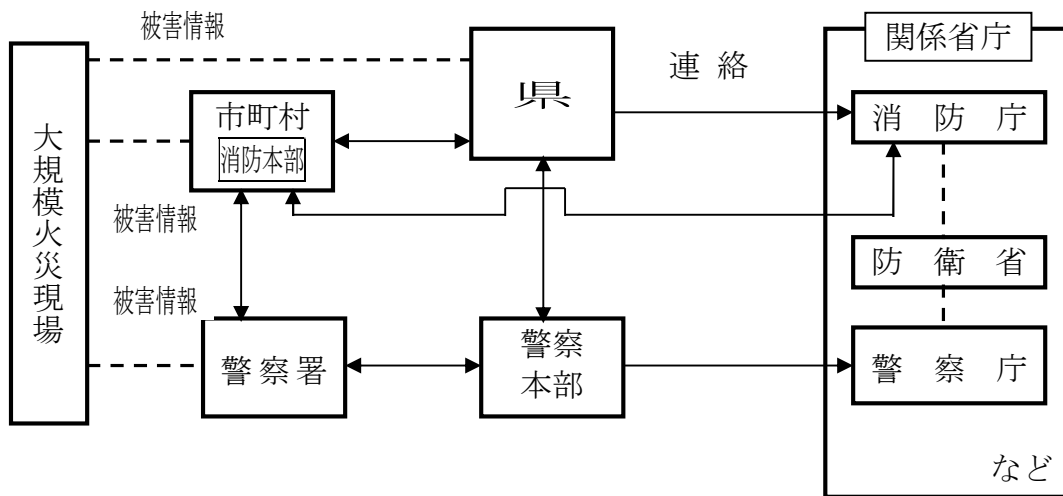 被害情報
関係省庁
連絡
県
消防庁
市町村
消防本部
大規模火災現場
被害情報
防衛省
被害情報
警察署
警察
本部
警察庁
など